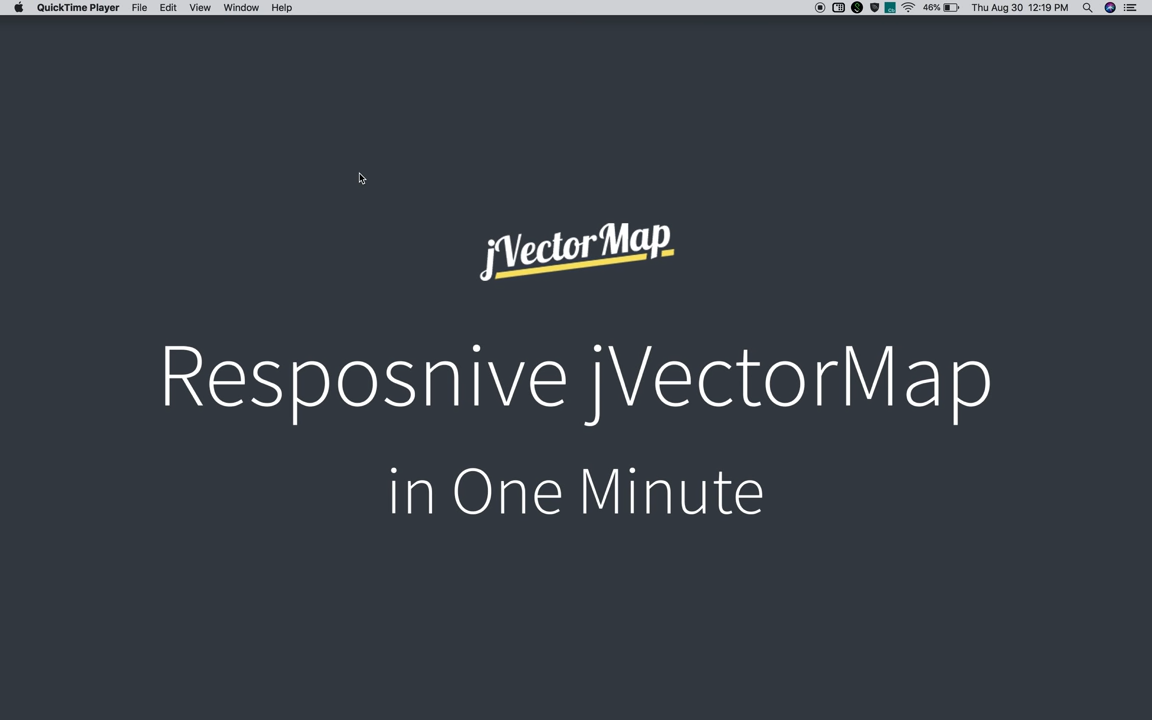 QuickTime Player File Edit View Window Help 46% Thu Aug 30 12:19 PM
jVectorMap
Resposnive jVectorMap
in One Minute